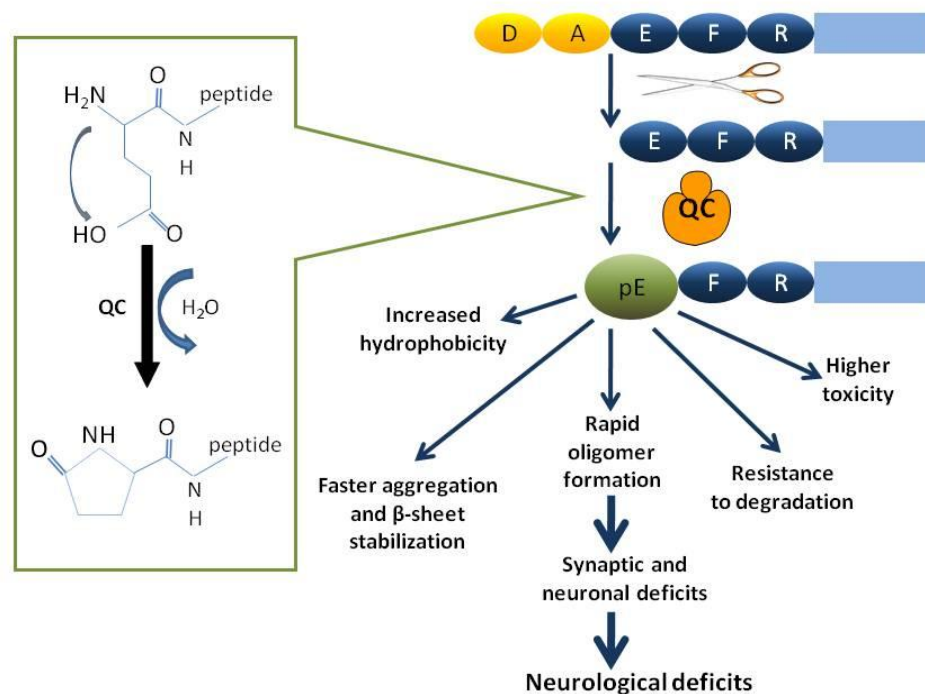 D A E F R
E F R
QC
pE F R
Increased
hydrophobicity
Higher
toxicity
Rapid
oligomer
formation
Resistance
to degradation
Faster aggregation
and β-sheet
stabilization
Synaptic and
neuronal deficits
Neurological deficits
H₂N
O
peptide
N
H
HO
O
QC
H₂O
O
NH
O
peptide
N
H